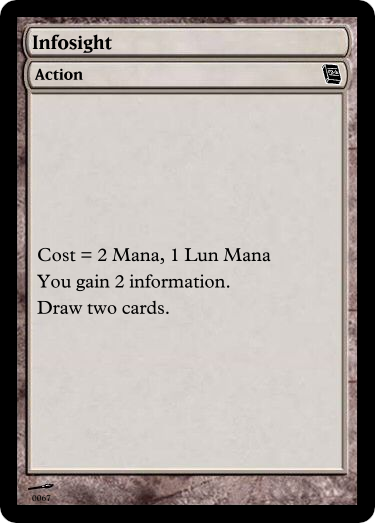 Infosight
Action
Cost = 2 Mana, 1 Lun Mana
You gain 2 information.
Draw two cards.
0067